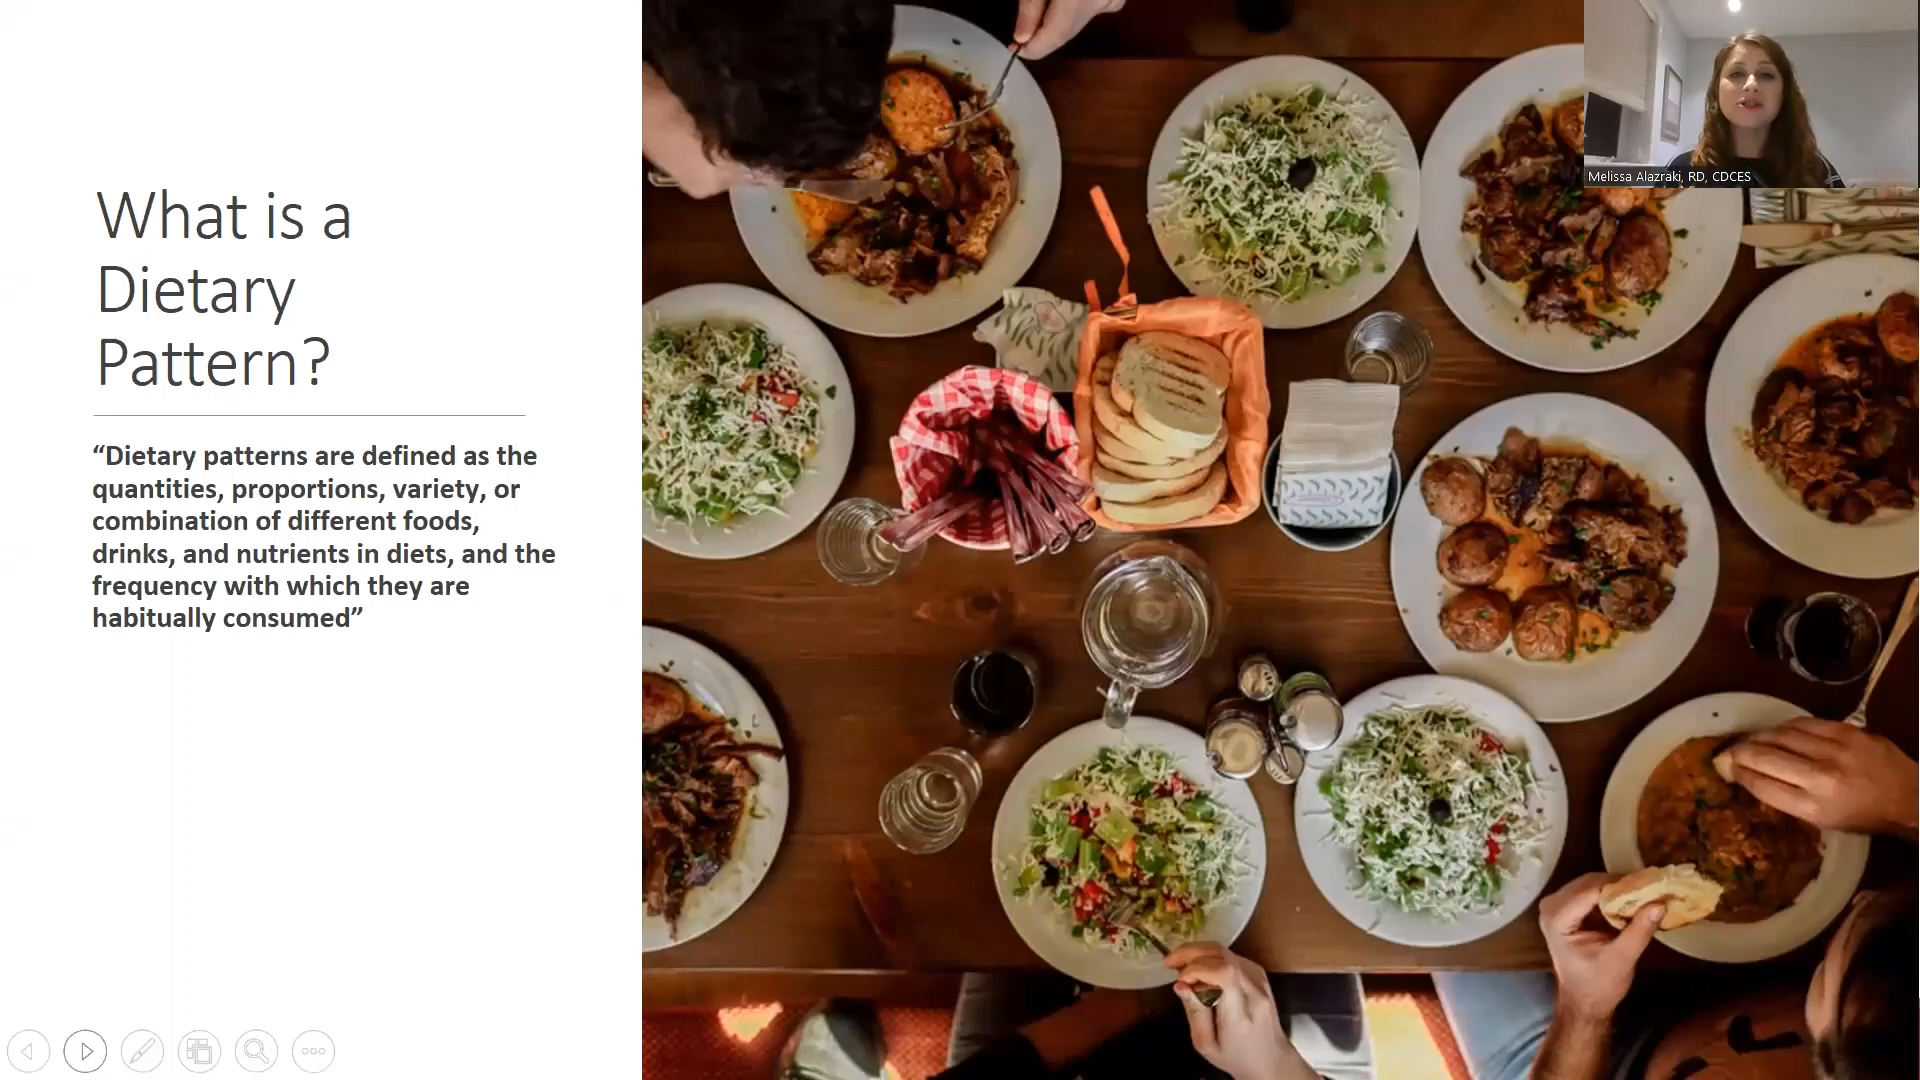 What is a
Dietary
Pattern?
“Dietary patterns are defined as the
quantities, proportions, variety, or
combination of different foods,
drinks, and nutrients in diets, and the
frequency with which they are
habitually consumed”
Melissa Alazraki, RD, CDCES